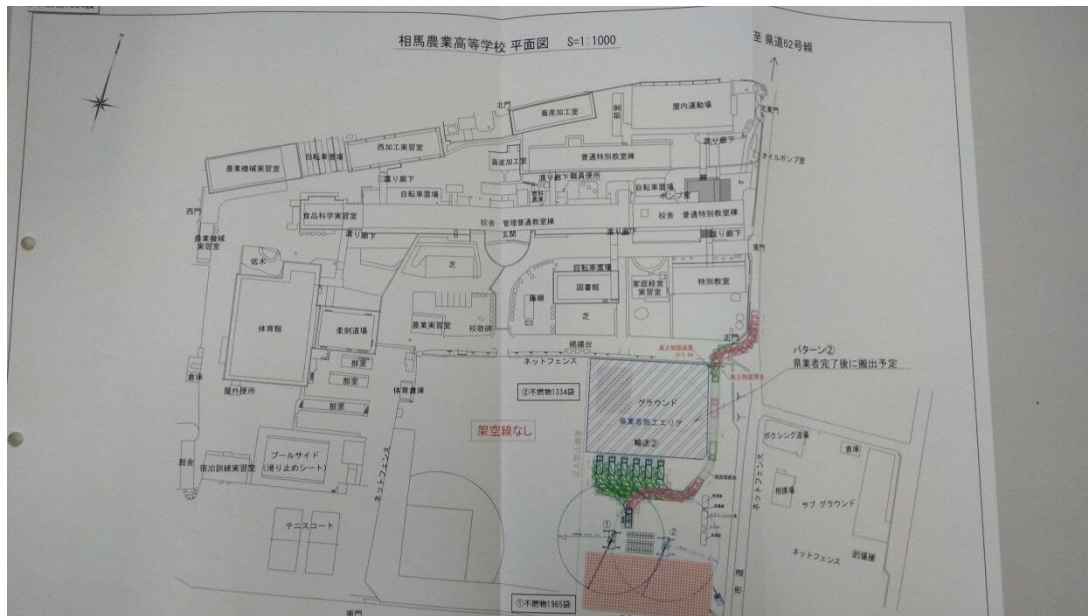 相馬農業高等学校 平面図 S=1:1000
至 県道62号線
北門
畜産加工室
屋内運動場
部室
北東門
自転車置場
西加工実習室
農業機械実習室
畜産加工室
普通特別教室棟
渡り廊下
オイルポンプ室
渡り廊下
渡り廊下
職員便所
自転車置場
自転車置場
ポンプ室
西門
食品科学実習室
校舎 管理普通教室棟
校舎 普通特別教室棟
農業機械
実習室
渡り廊下
玄関
渡り廊下
渡り廊下
東門
低木
芝
自転車置場
図書館
家庭経営
実習室
特別教室
藤棚
体育館
柔剣道場
農業実習室
校歌碑
芝
正門
掲揚台
ネットフェンス
パターン②
県業者完了後に搬出予定
倉庫
屋外便所
部室
部室
部室
体育倉庫
②不燃物1334袋
グラウンド
県業者施工エリア
輸送②
架空線なし
ボクシング道場
倉庫
プールサイド
(滑り止めシート)
宿泊訓練実習室
ネットフェンス
ネットフェンス
相撲場
サブ グラウンド
テニスコート
①
②
ネットフェンス
市道
①不燃物1965袋
南門